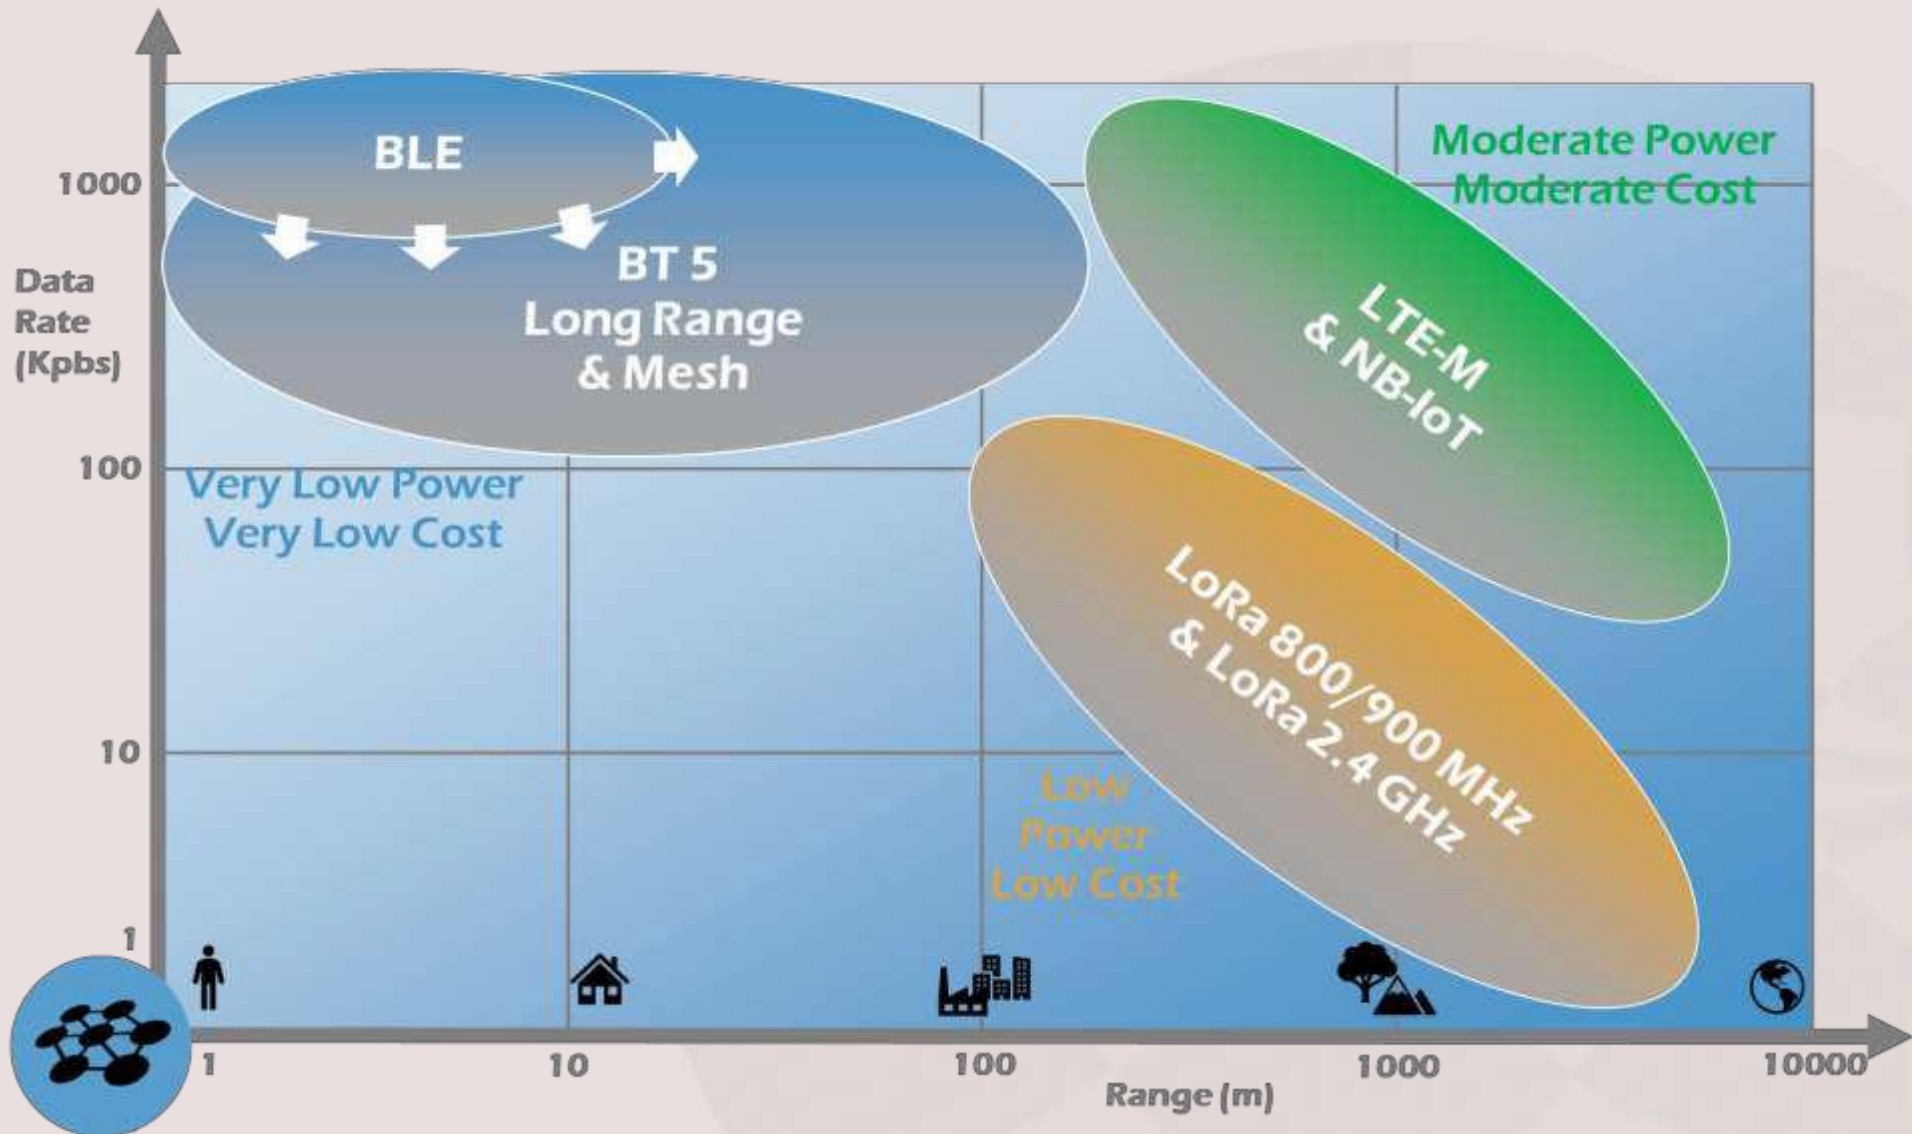 BLE
BT 5
Long Range
& Mesh
Moderate Power
Moderate Cost
LTE-M
& NB-IoT
Very Low Power
Very Low Cost
LoRa 800/900 MHz
& LoRa 2.4 GHz
Low
Power
Low Cost
Data
Rate
(Kpbs)
1000
100
10
1
1
10
100
1000
10000
Range (m)